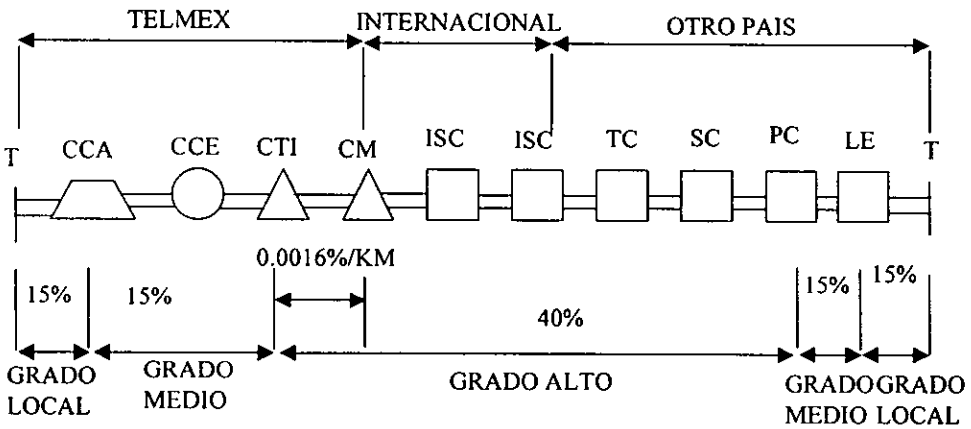 TELMEX
INTERNACIONAL
OTRO PAIS
T
CCA
CCE
CTI
CM
ISC
ISC
TC
SC
PC
LE
T
0.0016%/KM
15%
15%
40%
15%
15%
GRADO
LOCAL
GRADO
MEDIO
GRADO ALTO
GRADO
MEDIO
GRADO
LOCAL